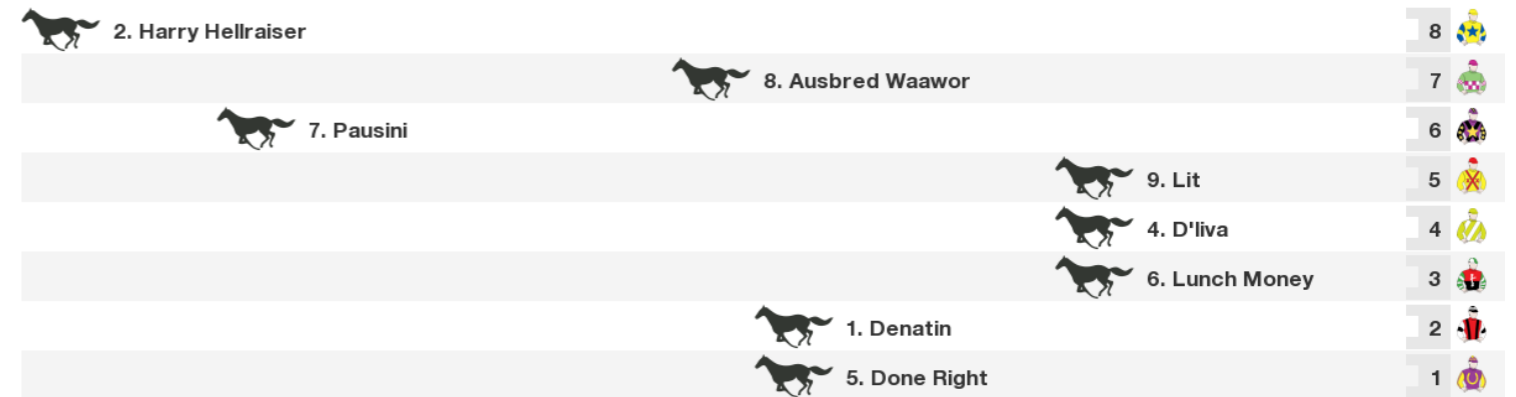 2. Harry Hellraiser 8
8. Ausbred Waawor 7
7. Pausini 6
9. Lit 5
4. D'liva 4
6. Lunch Money 3
1. Denatin 2
5. Done Right 1